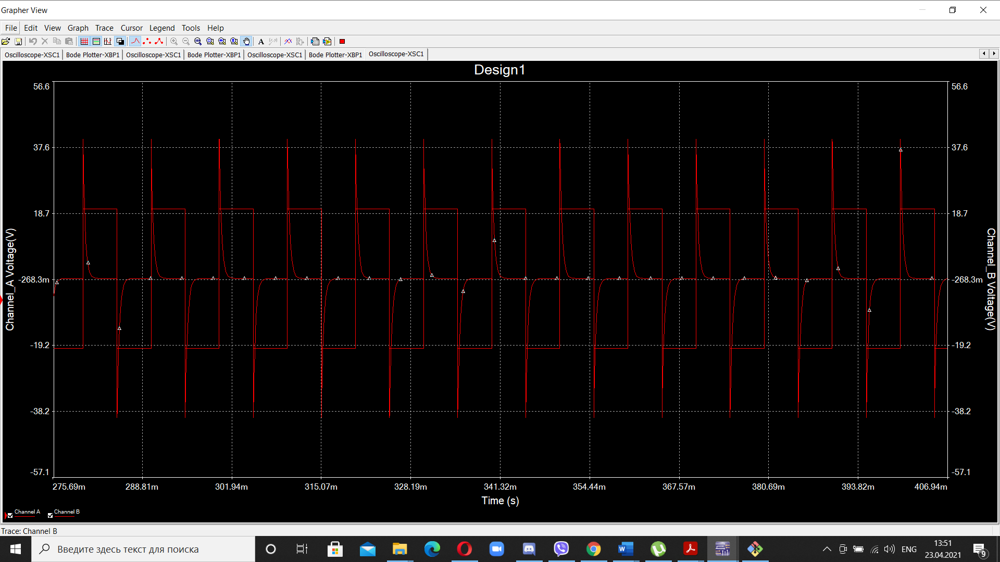 Grapher View
File Edit View Graph Trace Cursor Legend Tools Help
A
Oscilloscope-XSC1 Bode Plotter-XBP1 Oscilloscope-XSC1 Bode Plotter-XBP1 Oscilloscope-XSC1 Bode Plotter-XBP1 Oscilloscope-XSC1
Design1
56.6 56.6
37.6 37.6
18.7 18.7
-268.3m -268.3m
-19.2 -19.2
-38.2 -38.2
-57.1 -57.1
Channel_A Voltage(V)
Channel_B Voltage(V)
275.69m 288.81m 301.94m 315.07m 328.19m 341.32m 354.44m 367.57m 380.69m 393.82m 406.94m
Time (s)
Channel A Channel B
Trace: Channel B
Введите здесь текст для поиска
ENG
13:51
23.04.2021
9